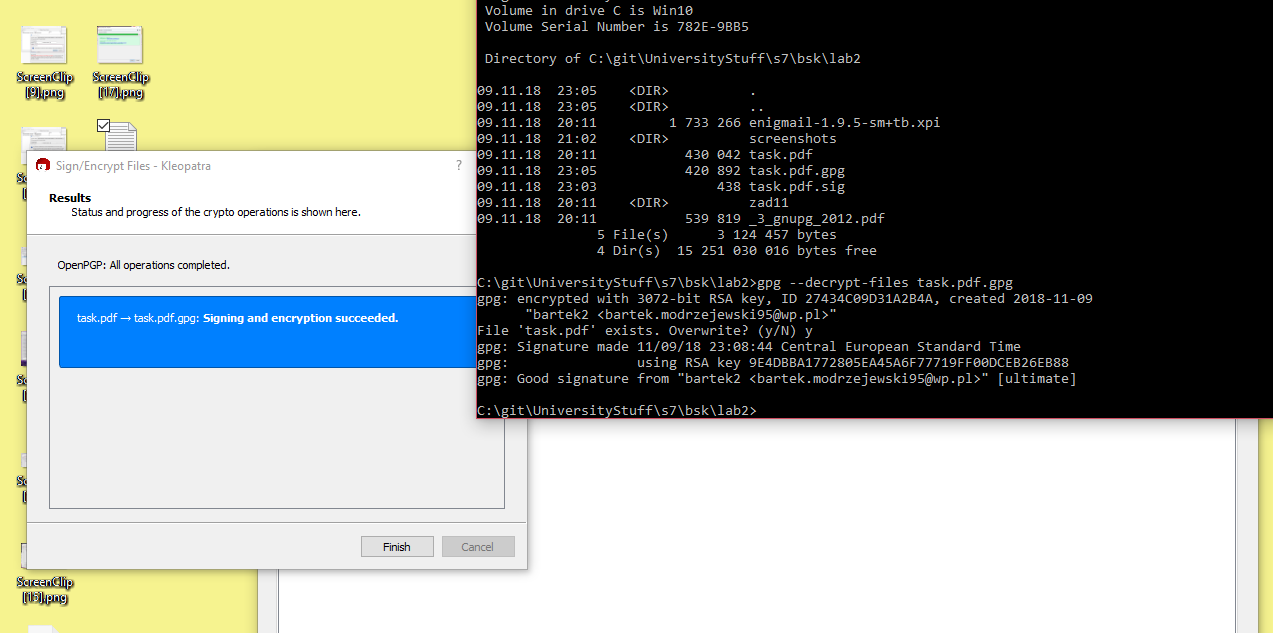 ScreenClip
[9].png
ScreenClip
[17].png
Sign/Encrypt Files - Kleopatra
?
Results
Status and progress of the crypto operations is shown here.
OpenPGP: All operations completed.
task.pdf → task.pdf.gpg: Signing and encryption succeeded.
Finish
Cancel
ScreenClip
[13].png
Volume in drive C is Win10
Volume Serial Number is 782E-9BB5
Directory of C:\git\UniversityStuff\s7\bsk\lab2
09.11.18  23:05    <DIR>          .
09.11.18  23:05    <DIR>          ..
09.11.18  20:11         1 733 266 enigmail-1.9.5-sm+tb.xpi
09.11.18  21:02    <DIR>          screenshots
09.11.18  20:11           430 042 task.pdf
09.11.18  23:05           420 892 task.pdf.gpg
09.11.18  23:03               438 task.pdf.sig
09.11.18  20:11    <DIR>          zad11
09.11.18  20:11           539 819 _3_gnupg_2012.pdf
5 File(s)      3 124 457 bytes
4 Dir(s)  15 251 030 016 bytes free
C:\git\UniversityStuff\s7\bsk\lab2>gpg --decrypt-files task.pdf.gpg
gpg: encrypted with 3072-bit RSA key, ID 27434C09D31A2B4A, created 2018-11-09
"bartek2 <bartek.modrzejewski95@wp.pl>"
File 'task.pdf' exists. Overwrite? (y/N) y
gpg: Signature made 11/09/18 23:08:44 Central European Standard Time
gpg:                using RSA key 9E4DBBA1772805EA45A6F77719FF00DCEB26EB88
gpg: Good signature from "bartek2 <bartek.modrzejewski95@wp.pl>" [ultimate]
C:\git\UniversityStuff\s7\bsk\lab2>